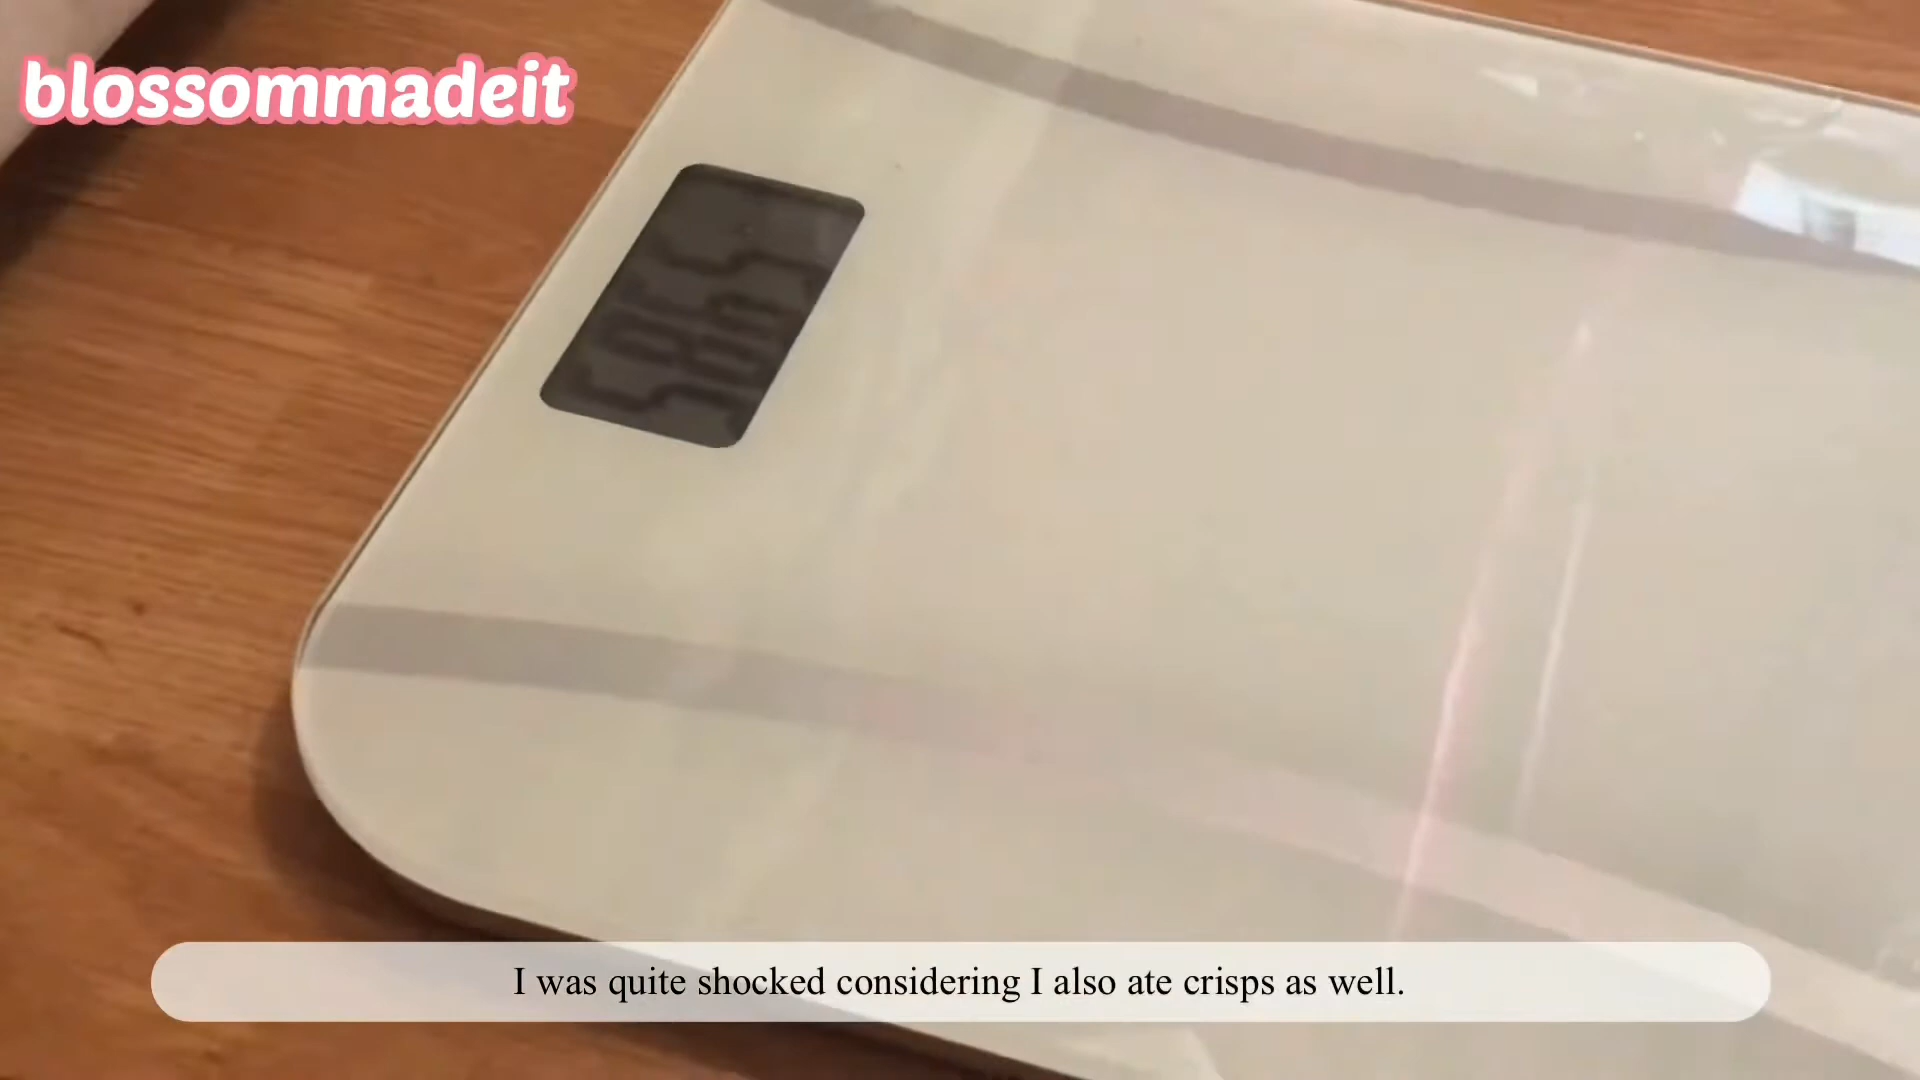 blossommadeit
I was quite shocked considering I also ate crisps as well.